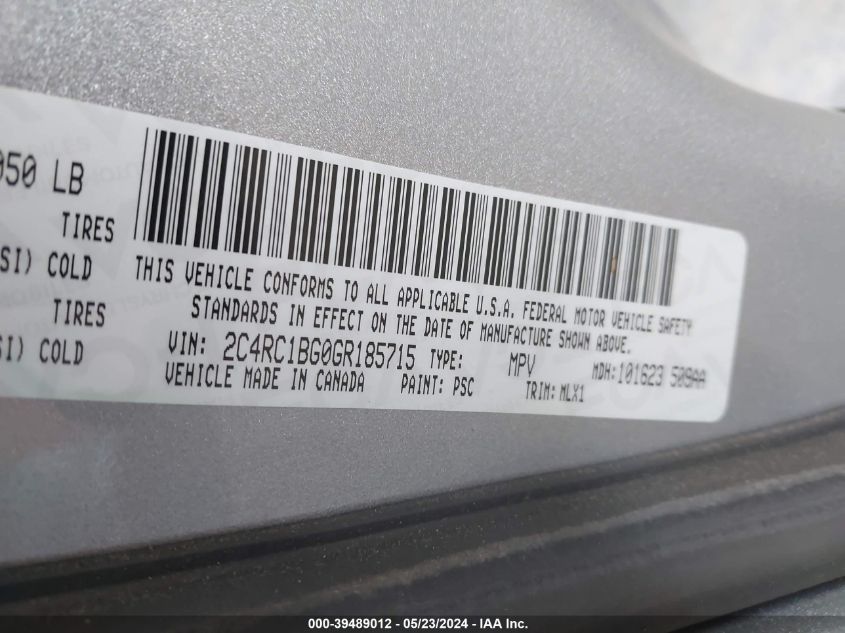 050 LB
TIRES
SI) COLD
TIRES
SI) COLD
THIS VEHICLE CONFORMS TO ALL APPLICABLE U.S.A. FEDERAL MOTOR VEHICLE SAFETY
STANDARDS IN EFFECT ON THE DATE OF MANUFACTURE SHOWN ABOVE.
VIN: 2C4RC1BG0GR185715 TYPE: MPV MDH:101623 509AA
VEHICLE MADE IN CANADA PAINT: PSC TRIM: MLX1
000-39489012 - 05/23/2024 - IAA Inc.